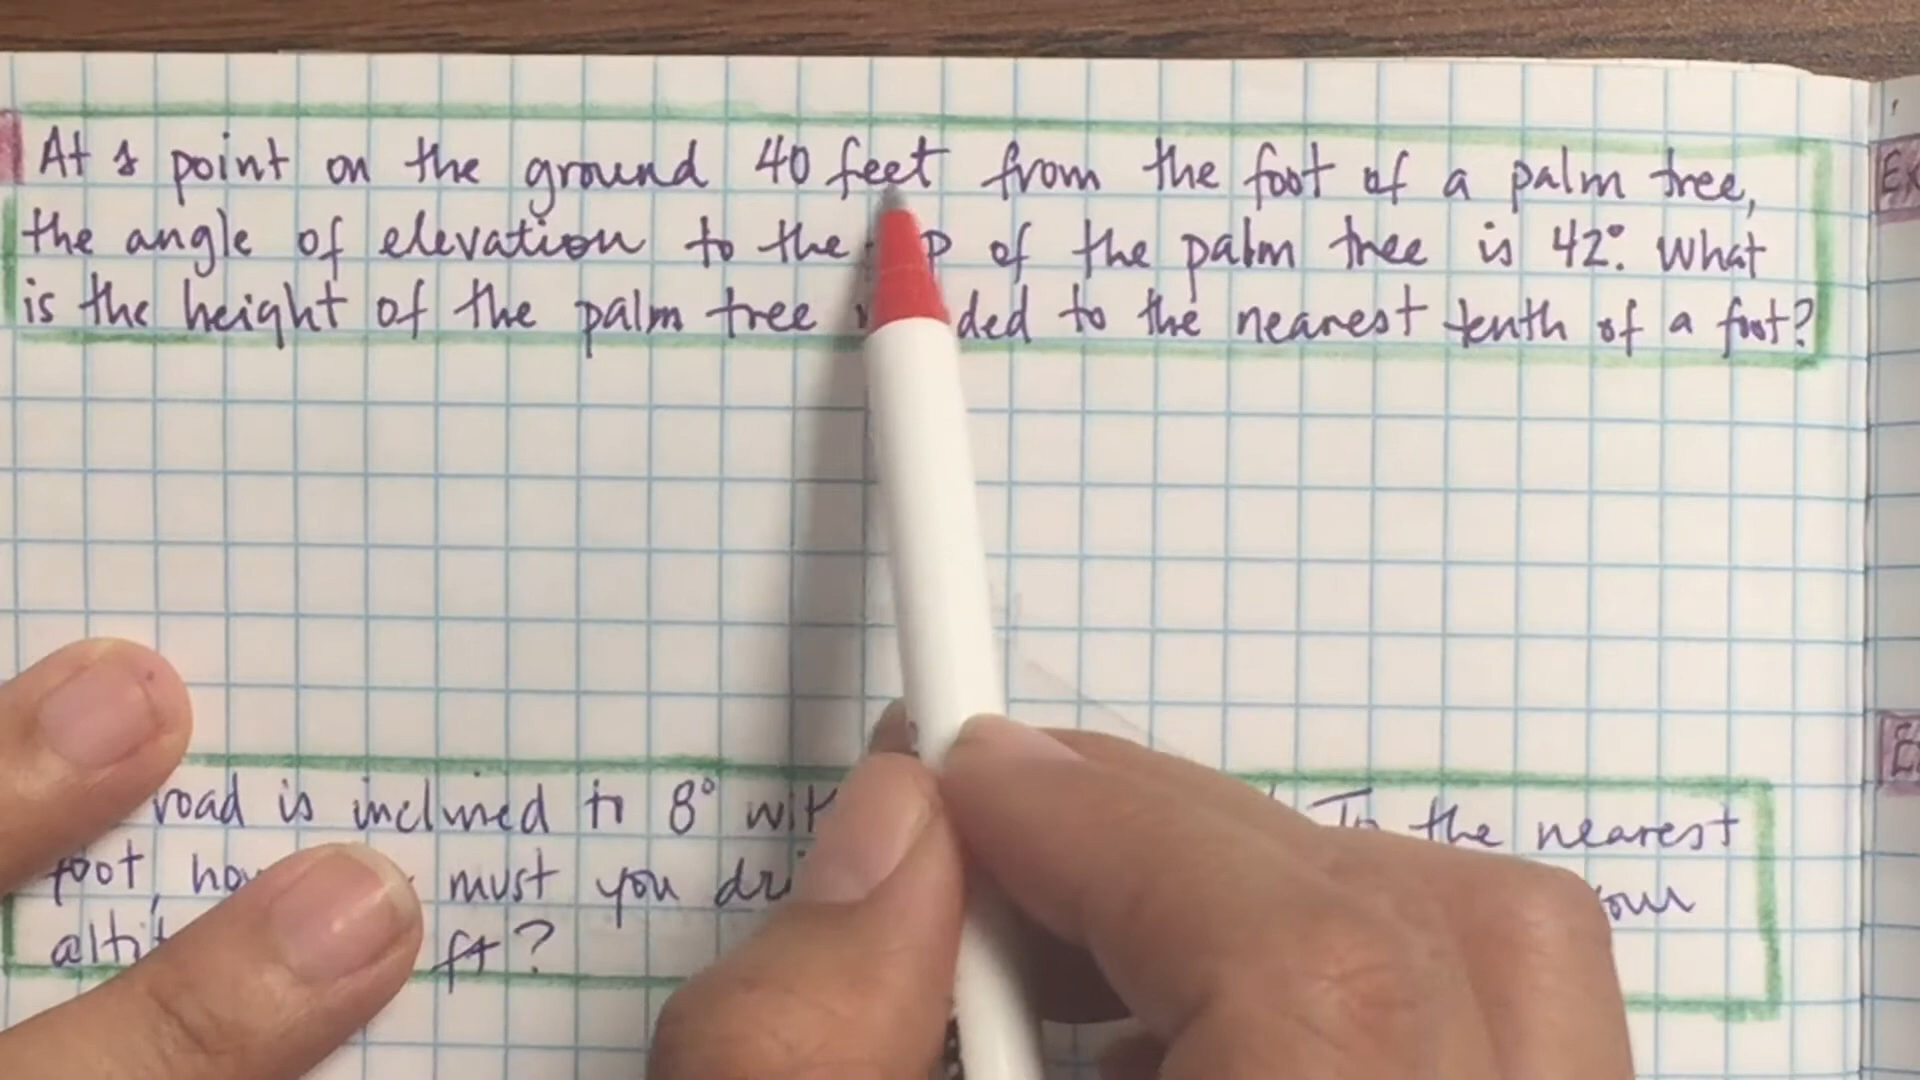 At a point on the ground 40 feet from the foot of a palm tree,
the angle of elevation to the of the palm tree is 42°. What
is the height of the palm tree to the nearest tenth of a foot?
road is inclined to 8° To the nearest
foot, must you
ft?
Ex